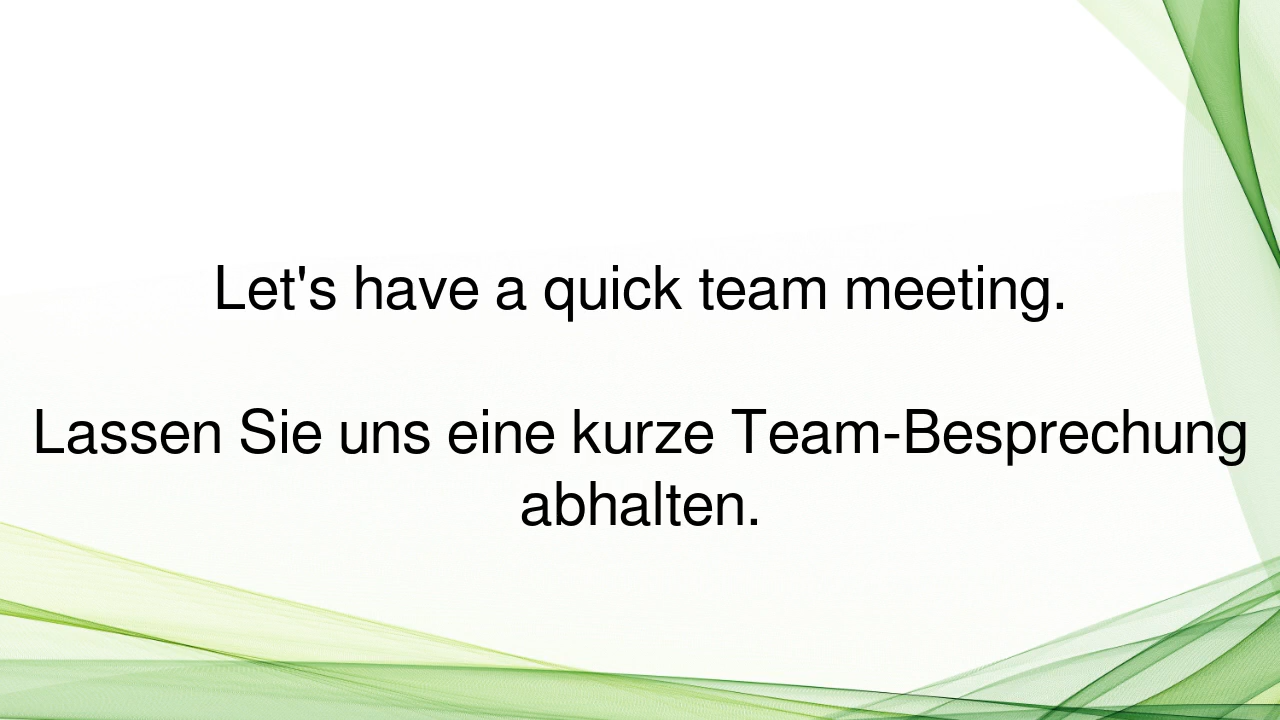 Let's have a quick team meeting.
Lassen Sie uns eine kurze Team-Besprechung
abhalten.